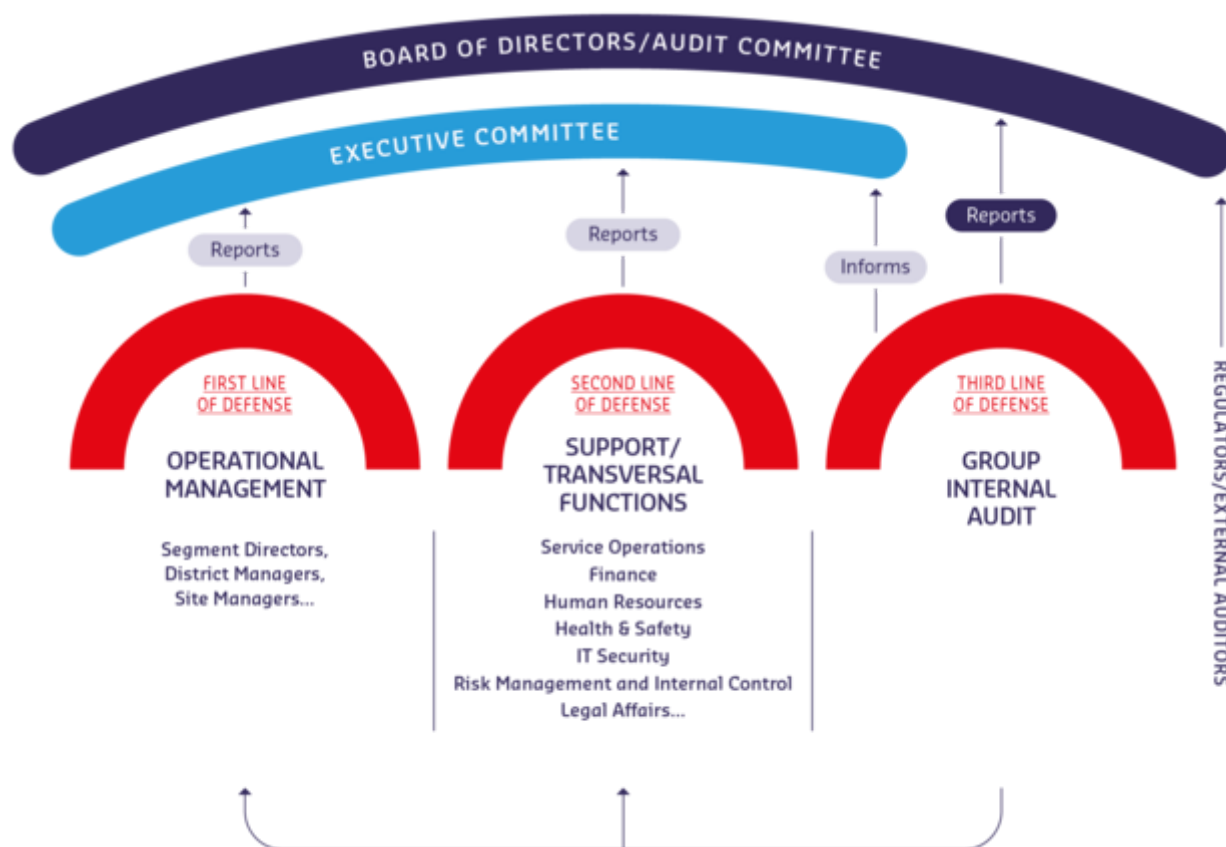 BOARD OF DIRECTORS/AUDIT COMMITTEE
EXECUTIVE COMMITTEE
Reports
Reports
Informs
Reports
FIRST LINE
OF DEFENSE
OPERATIONAL
MANAGEMENT
Segment Directors,
District Managers,
Site Managers...
SECOND LINE
OF DEFENSE
SUPPORT/
TRANSVERSAL
FUNCTIONS
Service Operations
Finance
Human Resources
Health & Safety
IT Security
Risk Management and Internal Control
Legal Affairs...
THIRD LINE
OF DEFENSE
GROUP
INTERNAL
AUDIT
REGULATORS/EXTERNAL AUDITORS